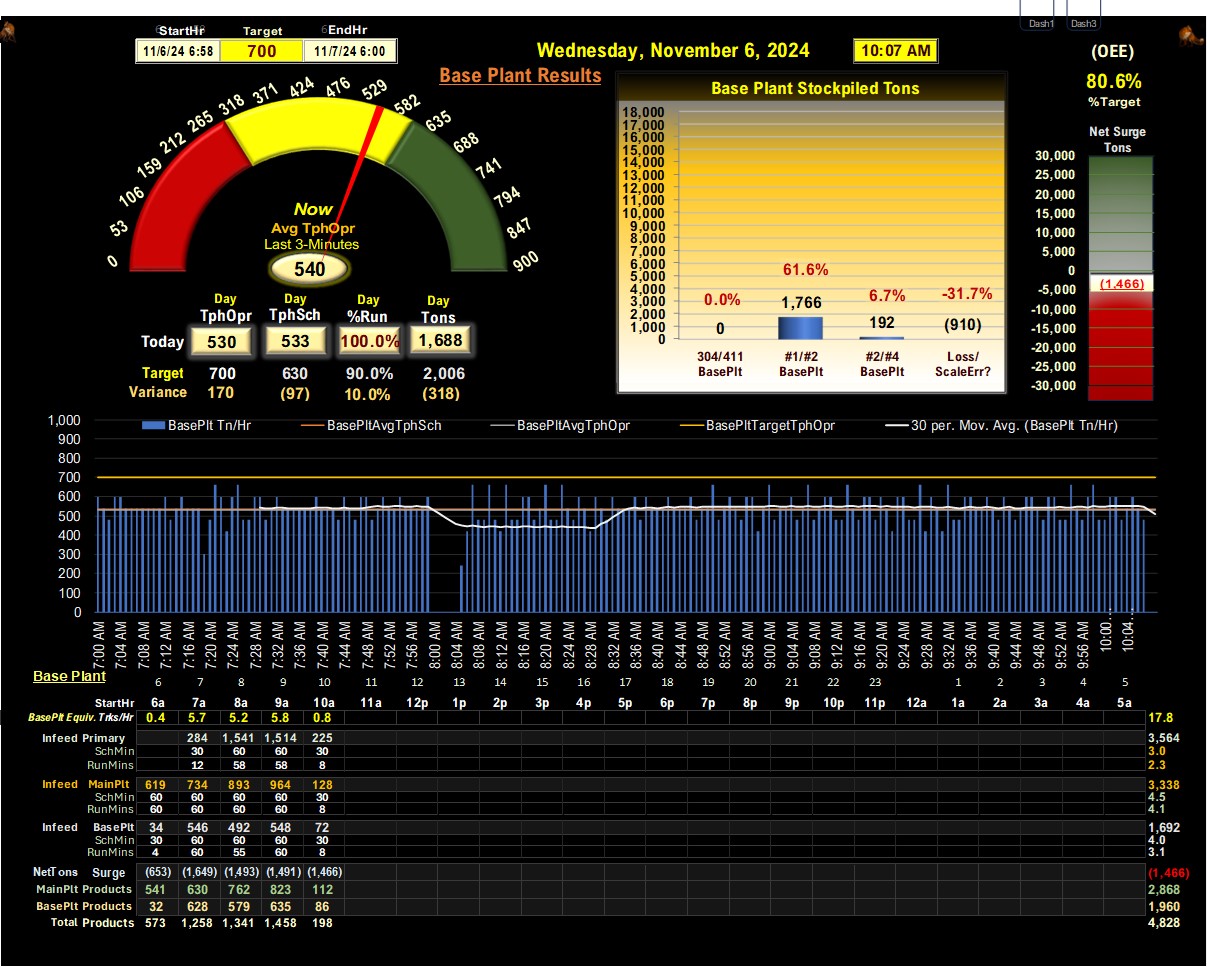 Dash1 Dash3
StartHr Target EndHr
11/6/24 6:58 700 11/7/24 6:00
Wednesday, November 6, 2024 10:07 AM
(OEE)
80.6%
%Target
Base Plant Results
0 53 106 159 212 265 318 371 424 476 529 582 635 688 741 794 847 900
Now
Avg TphOpr
Last 3-Minutes
540
Day Day Day Day
TphOpr TphSch %Run Tons
Today 530 533 100.0% 1,688
Target 700 630 90.0% 2,006
Variance 170 (97) 10.0% (318)
Base Plant Stockpiled Tons
18,000
17,000
16,000
15,000
14,000
13,000
12,000
11,000
10,000
9,000
8,000
7,000
6,000
5,000
4,000
3,000
2,000
1,000
0
0.0% 61.6% 6.7% -31.7%
0 1,766 192 (910)
304/411 #1/#2 #2/#4 Loss/
BasePlt BasePlt BasePlt ScaleErr?
Net Surge
Tons
30,000
25,000
20,000
15,000
10,000
5,000
0
(1,466)
-5,000
-10,000
-15,000
-20,000
-25,000
-30,000
BasePlt Tn/Hr BasePltAvgTphSch BasePltAvgTphOpr BasePltTargetTphOpr 30 per. Mov. Avg. (BasePlt Tn/Hr)
1,000
900
800
700
600
500
400
300
200
100
0
7:00 AM 7:04 AM 7:08 AM 7:12 AM 7:16 AM 7:20 AM 7:24 AM 7:28 AM 7:32 AM 7:36 AM 7:40 AM 7:44 AM 7:48 AM 7:52 AM 7:56 AM 8:00 AM 8:04 AM 8:08 AM 8:12 AM 8:16 AM 8:20 AM 8:24 AM 8:28 AM 8:32 AM 8:36 AM 8:40 AM 8:44 AM 8:48 AM 8:52 AM 8:56 AM 9:00 AM 9:04 AM 9:08 AM 9:12 AM 9:16 AM 9:20 AM 9:24 AM 9:28 AM 9:32 AM 9:36 AM 9:40 AM 9:44 AM 9:48 AM 9:52 AM 9:56 AM 10:00... 10:04...
Base Plant
6 7 8 9 10 11 12 13 14 15 16 17 18 19 20 21 22 23 1 2 3 4 5
StartHr 6a 7a 8a 9a 10a 11a 12p 1p 2p 3p 4p 5p 6p 7p 8p 9p 10p 11p 12a 1a 2a 3a 4a 5a
BasePlt Equiv. Trks/Hr 0.4 5.7 5.2 5.8 0.8 17.8
Infeed Primary 284 1,541 1,514 225 3,564
SchMin 30 60 60 30 3.0
RunMins 12 58 58 8 2.3
Infeed MainPlt 619 734 893 964 128 3,338
SchMin 60 60 60 60 30 4.5
RunMins 60 60 60 60 8 4.1
Infeed BasePlt 34 546 492 548 72 1,692
SchMin 30 60 60 60 30 4.0
RunMins 4 60 55 60 8 3.1
NetTons Surge (653) (1,649) (1,493) (1,491) (1,466) (1,466)
MainPlt Products 541 630 762 823 112 2,868
BasePlt Products 32 628 579 635 86 1,960
Total Products 573 1,258 1,341 1,458 198 4,828